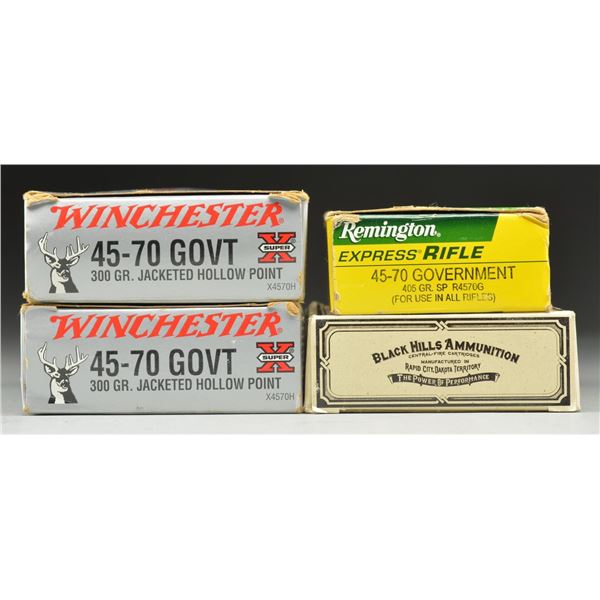 WINCHESTER
45-70 GOVT
SUPER X
300 GR. JACKETED HOLLOW POINT
X4570H
WINCHESTER
45-70 GOVT
SUPER X
300 GR. JACKETED HOLLOW POINT
X4570H
Remington
EXPRESS RIFLE
45-70 GOVERNMENT
405 GR. SP R4570G
(FOR USE IN ALL RIFLES)
BLACK HILLS AMMUNITION
CENTRAL-FIRE CARTRIDGES
MANUFACTURED IN
RAPID CITY, DAKOTA TERRITORY
THE POWER OF PERFORMANCE